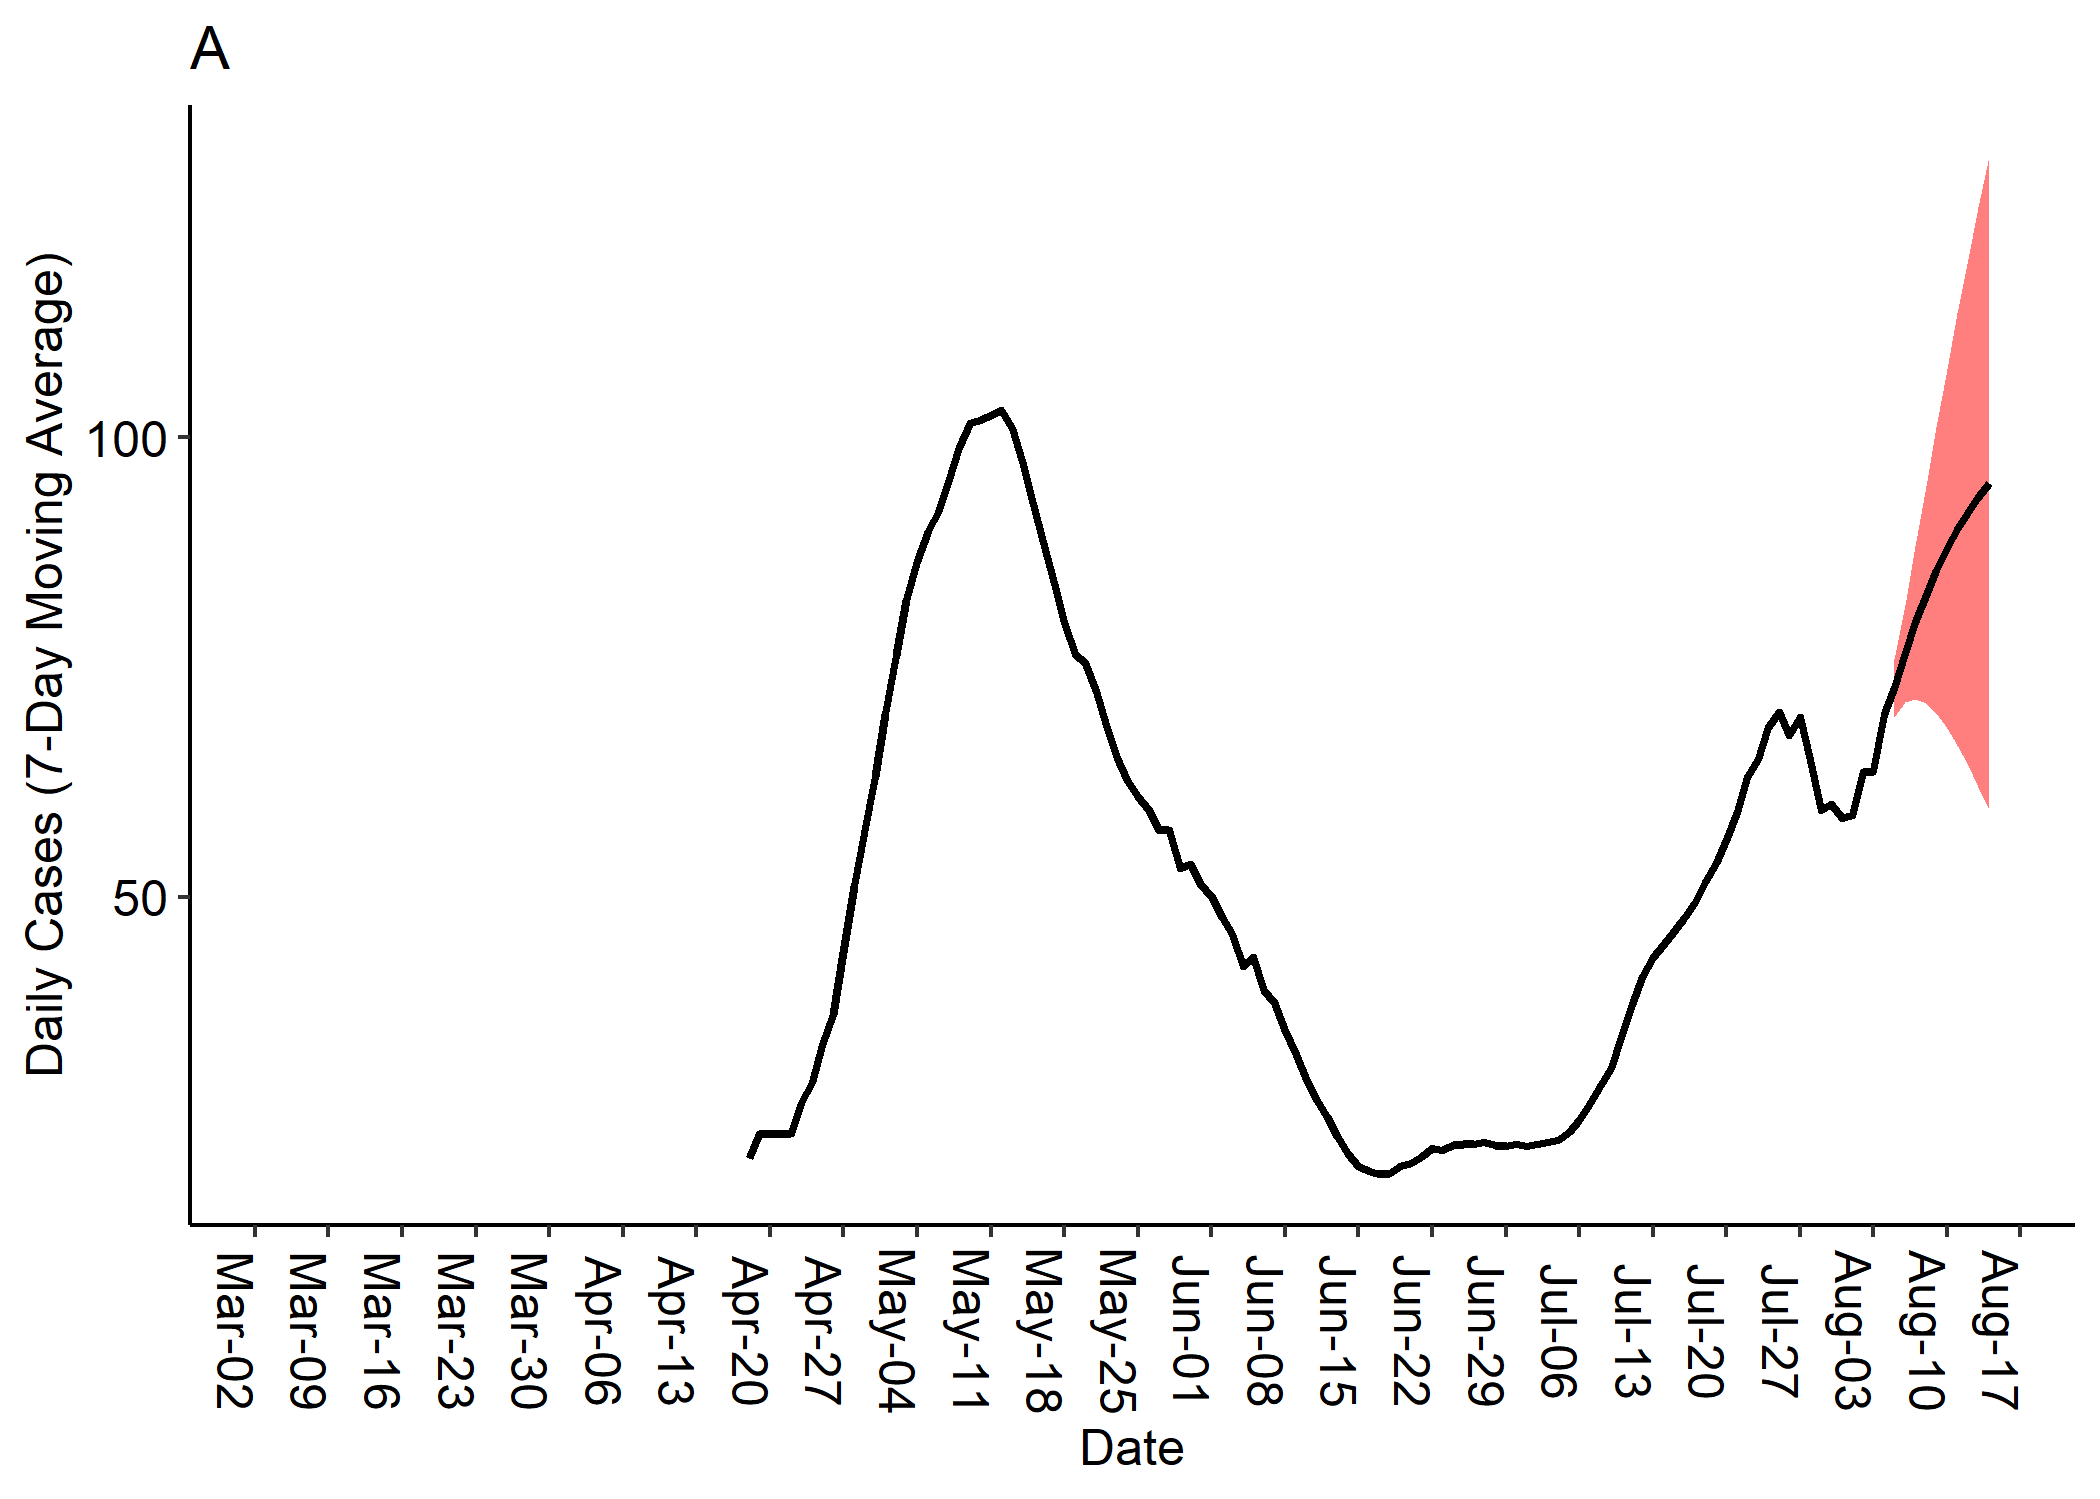 A
Daily Cases (7-Day Moving Average)
100
50
Mar-02
Mar-09
Mar-16
Mar-23
Mar-30
Apr-06
Apr-13
Apr-20
Apr-27
May-04
May-11
May-18
May-25
Jun-01
Jun-08
Jun-15
Jun-22
Jun-29
Jul-06
Jul-13
Jul-20
Jul-27
Aug-03
Aug-10
Aug-17
Date